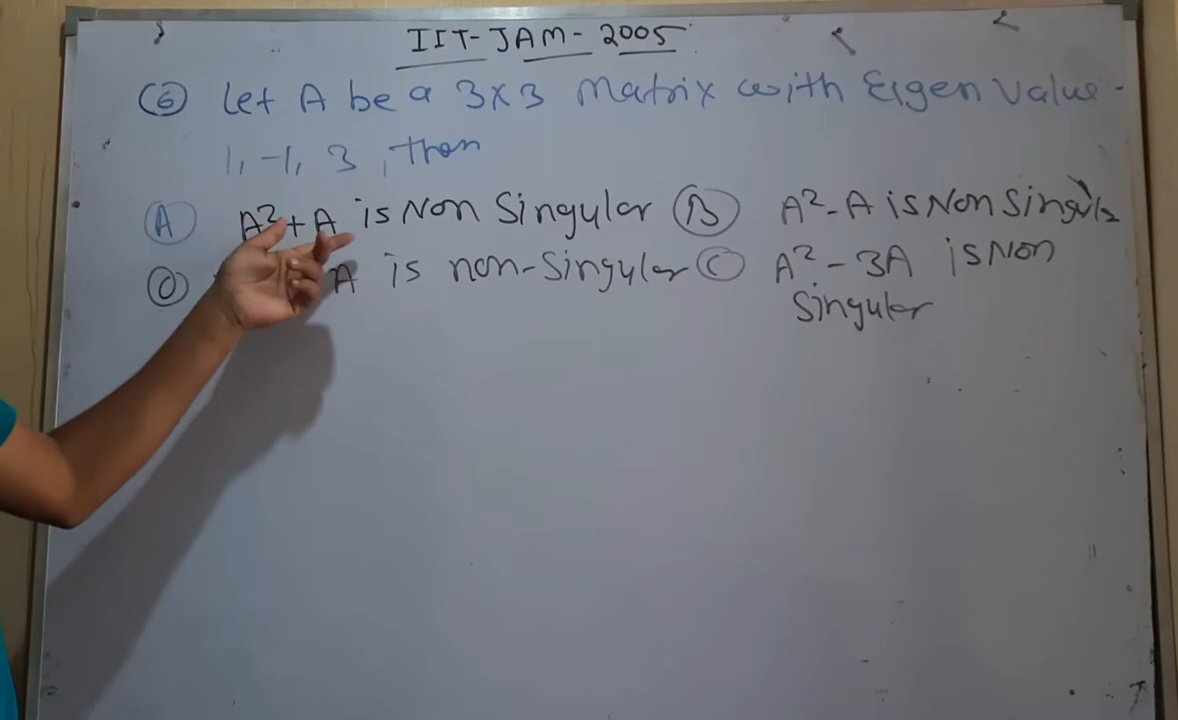 IIT-JAM-2005
⑥ Let A be a 3x3 Matrix with Eigen Value-
1, -1, 3, then
Ⓐ A²+A is Non Singular Ⓑ A²-A is Non Singular
Ⓓ A is non-singular Ⓒ A²-3A is Non
Singular